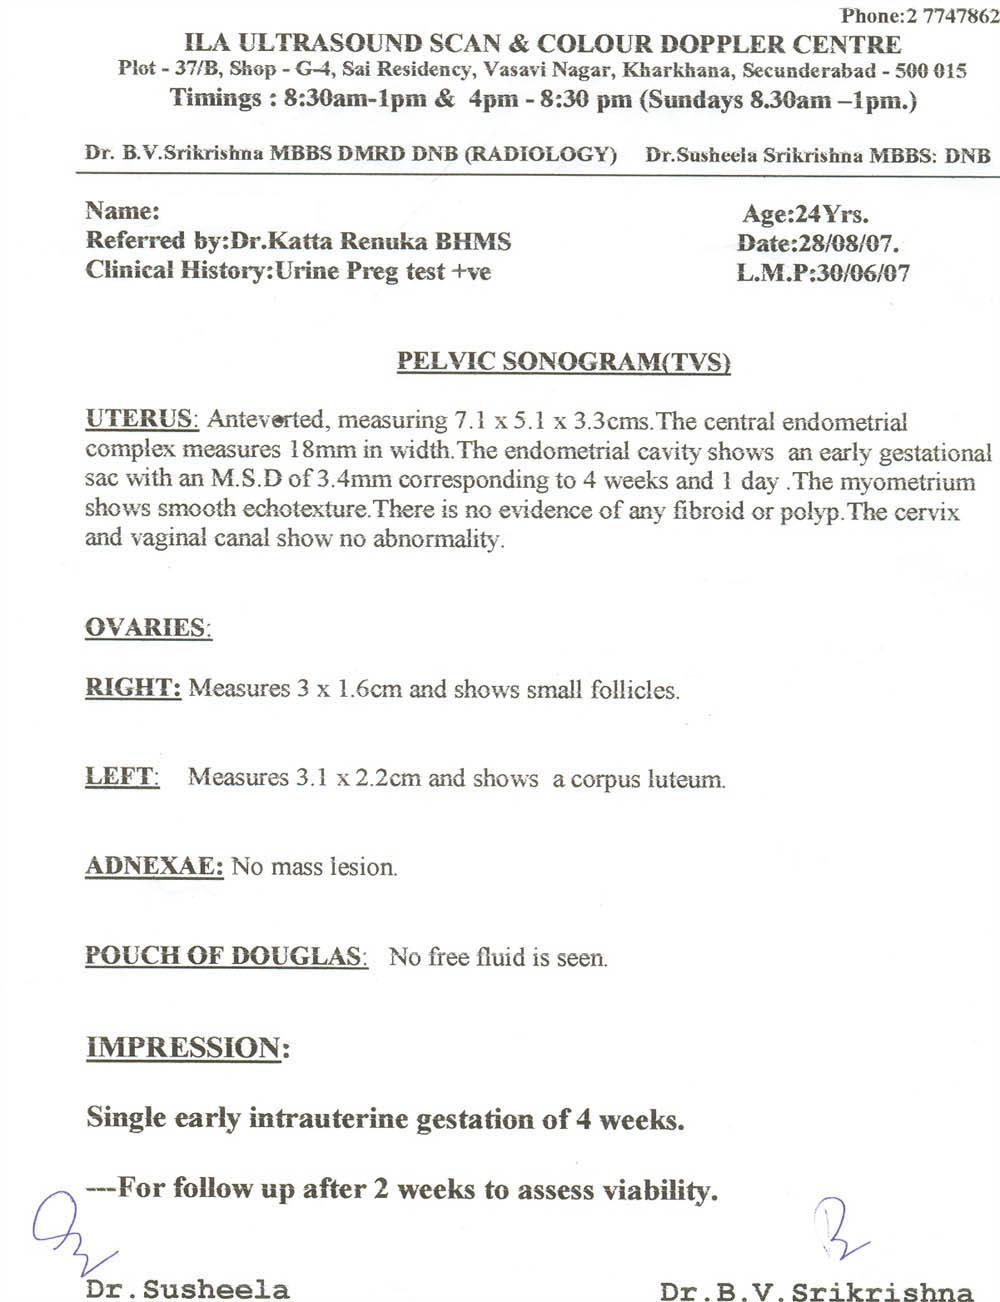 Phone:2 7747862
ILA ULTRASOUND SCAN & COLOUR DOPPLER CENTRE
Plot - 37/B, Shop - G-4, Sai Residency, Vasavi Nagar, Kharkhana, Secunderabad - 500 015
Timings : 8:30am-1pm & 4pm - 8:30 pm (Sundays 8.30am –1pm.)
Dr. B.V.Srikrishna MBBS DMRD DNB (RADIOLOGY) Dr.Susheela Srikrishna MBBS: DNB
Name: Age:24Yrs.
Referred by:Dr.Katta Renuka BHMS Date:28/08/07.
Clinical History:Urine Preg test +ve L.M.P:30/06/07
PELVIC SONOGRAM(TVS)
UTERUS: Anteverted, measuring 7.1 x 5.1 x 3.3cms.The central endometrial
complex measures 18mm in width.The endometrial cavity shows an early gestational
sac with an M.S.D of 3.4mm corresponding to 4 weeks and 1 day .The myometrium
shows smooth echotexture.There is no evidence of any fibroid or polyp.The cervix
and vaginal canal show no abnormality.
OVARIES:
RIGHT: Measures 3 x 1.6cm and shows small follicles.
LEFT: Measures 3.1 x 2.2cm and shows a corpus luteum.
ADNEXAE: No mass lesion.
POUCH OF DOUGLAS: No free fluid is seen.
IMPRESSION:
Single early intrauterine gestation of 4 weeks.
---For follow up after 2 weeks to assess viability.
Dr.Susheela Dr.B.V.Srikrishna